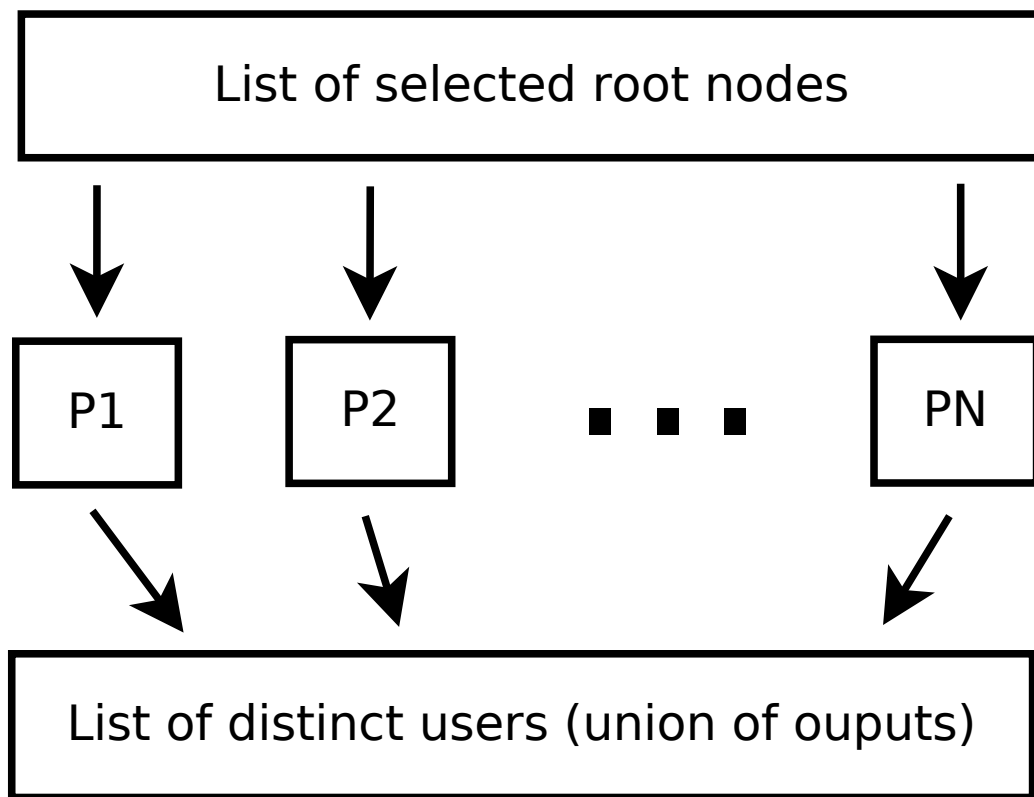 List of selected root nodes
P1
P2
PN
List of distinct users (union of ouputs)